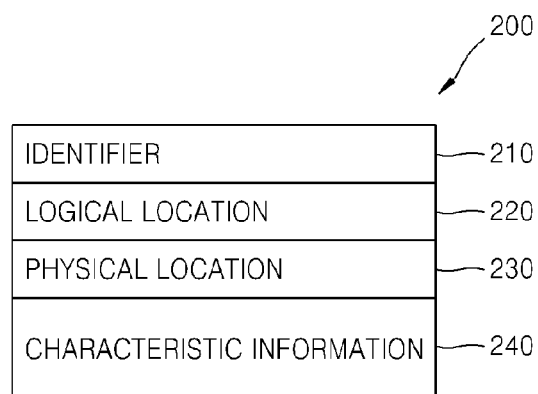 200
IDENTIFIER 210
LOGICAL LOCATION 220
PHYSICAL LOCATION 230
CHARACTERISTIC INFORMATION 240